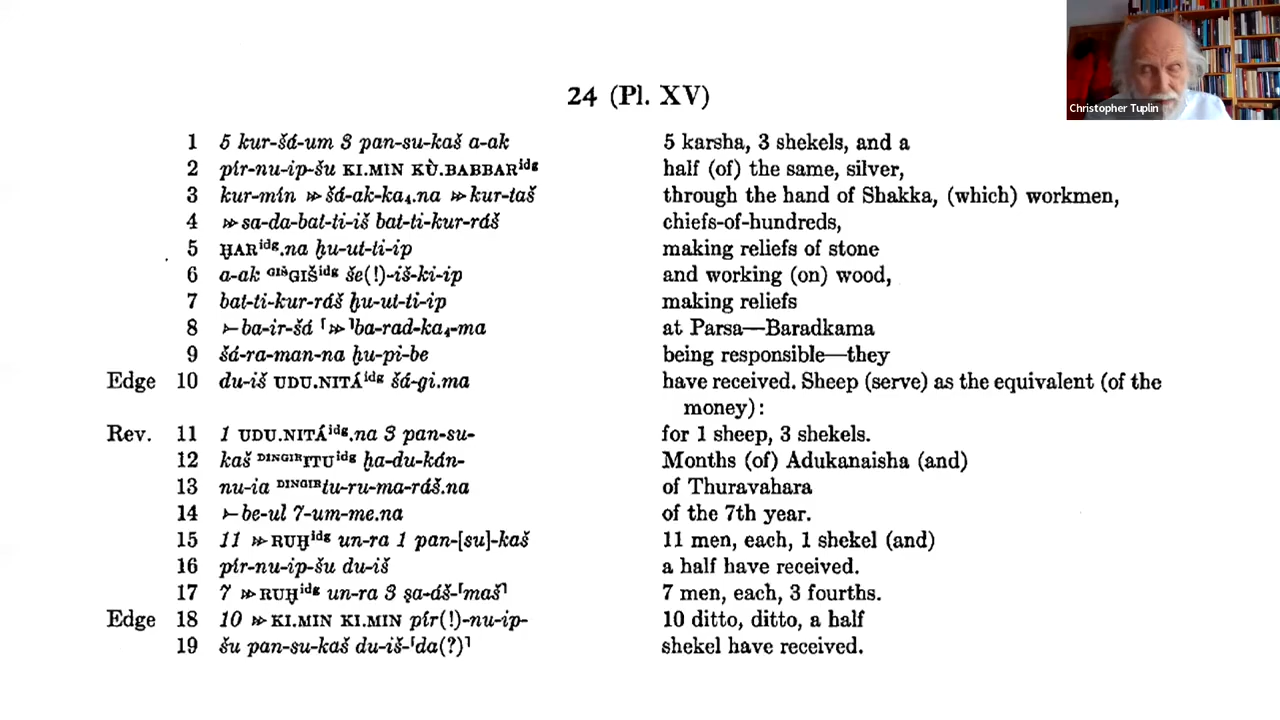 24 (Pl. XV)
Christopher Tuplin
1 5 kur-šá-um 3 pan-su-kaš a-ak 5 karsha, 3 shekels, and a
2 pír-nu-ip-šu KI.MIN KÙ.BABBARidg half (of) the same, silver,
3 kur-mín šá-ak-ka₄.na kur-taš through the hand of Shakka, (which) workmen,
4 sa-da-bat-ti-iš bat-ti-kur-ráš chiefs-of-hundreds,
5 ḪARidg.na ḫu-ut-ti-ip making reliefs of stone
6 a-ak GIŠGIŠidg še(!)-iš-ki-ip and working (on) wood,
7 bat-ti-kur-ráš ḫu-ut-ti-ip making reliefs
8 ba-ir-šá ⌈ ⌉ba-rad-ka₄-ma at Parsa—Baradkama
9 šá-ra-man-na ḫu-pi-be being responsible—they
Edge 10 du-iš UDU.NITÁidg šá-gi.ma have received. Sheep (serve) as the equivalent (of the
money):
Rev. 11 1 UDU.NITÁidg.na 3 pan-su- for 1 sheep, 3 shekels.
12 kaš DINGIRITUidg ḫa-du-kán- Months (of) Adukanaisha (and)
13 nu-ia DINGIRtu-ru-ma-ráš.na of Thuravahara
14 be-ul 7-um-me.na of the 7th year.
15 11 RUḪidg un-ra 1 pan-[su]-kaš 11 men, each, 1 shekel (and)
16 pír-nu-ip-šu du-iš a half have received.
17 7 RUḪidg un-ra 3 ṣa-áš-⌈maš⌉ 7 men, each, 3 fourths.
Edge 18 10 KI.MIN KI.MIN pír(!)-nu-ip- 10 ditto, ditto, a half
19 šu pan-su-kaš du-iš-⌈da(?)⌉ shekel have received.